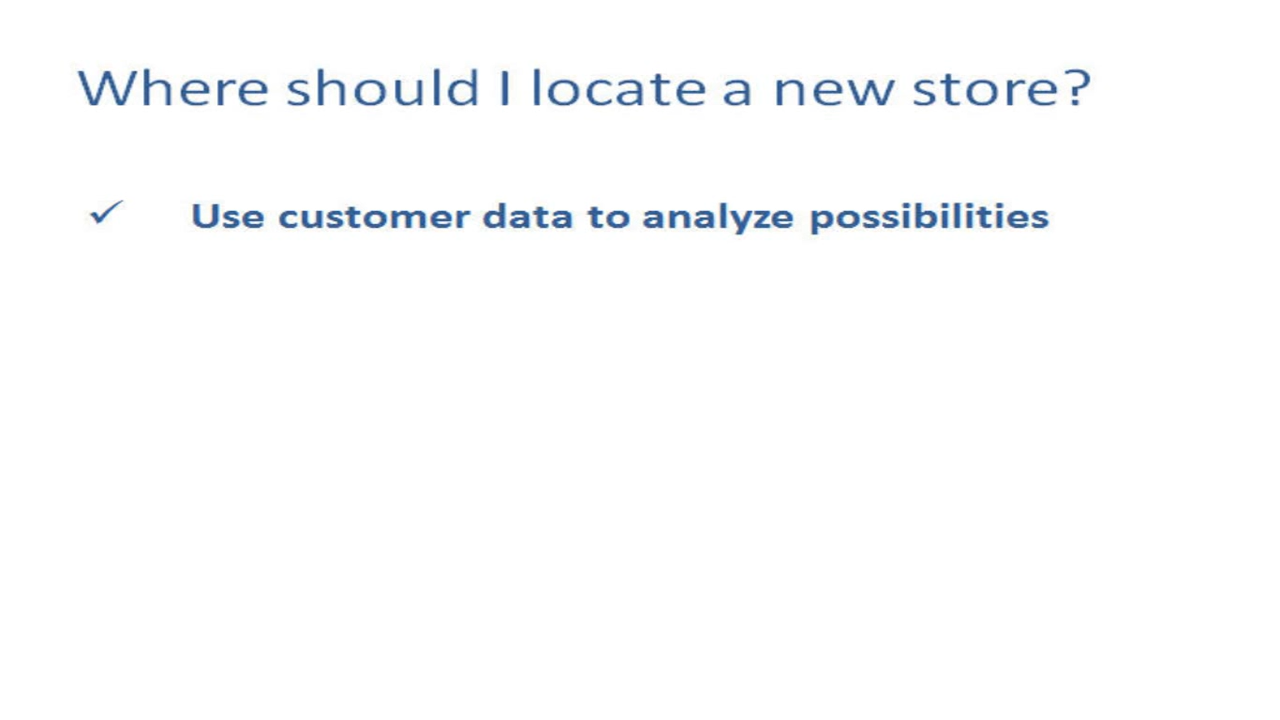 Where should I locate a new store?
✓ Use customer data to analyze possibilities